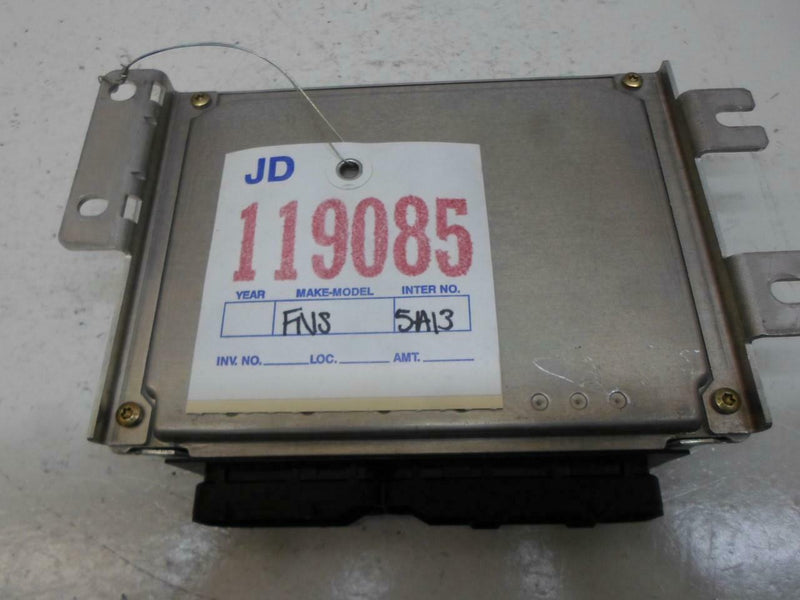 JD
119085
YEAR MAKE-MODEL INTER NO.
FNS 5A13
INV. NO. LOC. AMT.